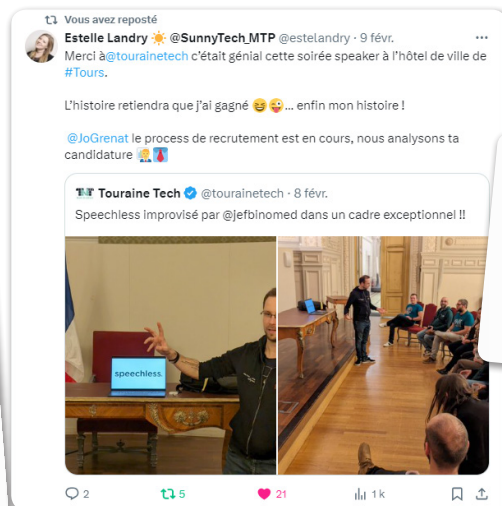 Vous avez reposté
Estelle Landry ☀️ @SunnyTech_MTP @estelandry · 9 févr.
Merci à@tourainetech c’était génial cette soirée speaker à l’hôtel de ville de
#Tours.
L’histoire retiendra que j’ai gagné 😆😜... enfin mon histoire !
@JoGrenat le process de recrutement est en cours, nous analysons ta
candidature
TNT Touraine Tech @tourainetech · 8 févr.
Speechless improvisé par @jefbinomed dans un cadre exceptionnel !!
speechless.
2 5 21 1 k